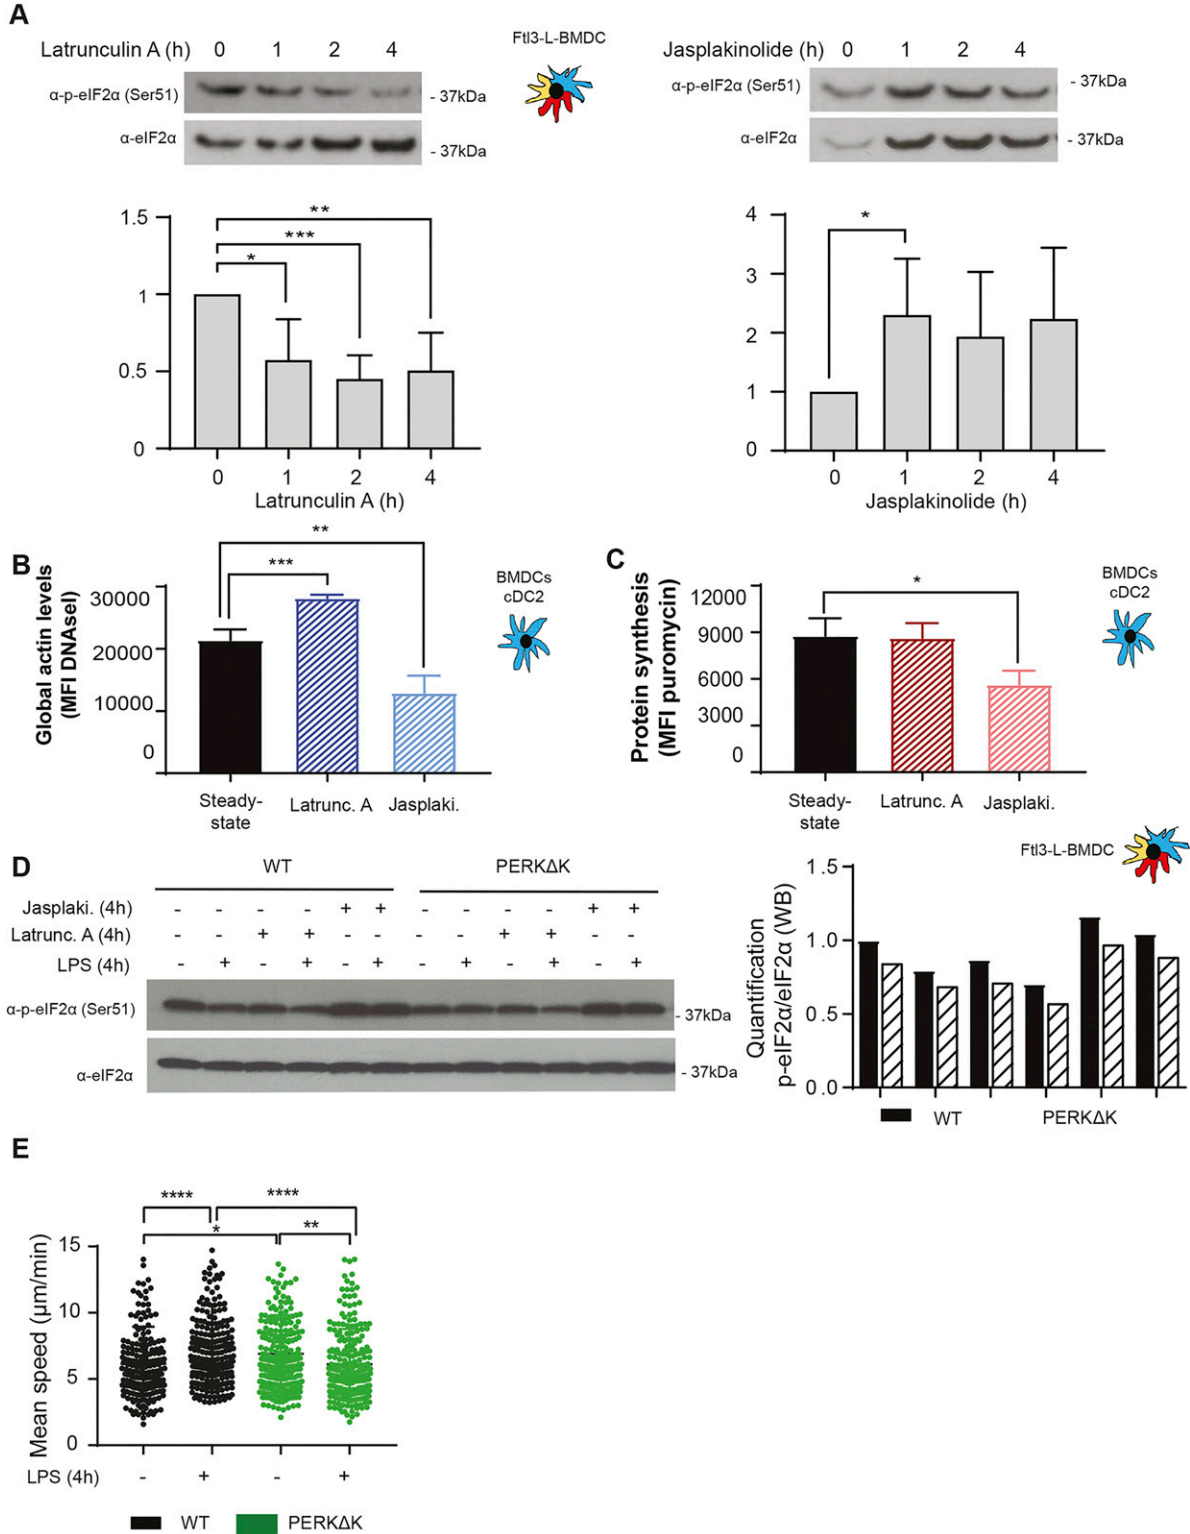 A
Latrunculin A (h) 0 1 2 4
α-p-eIF2α (Ser51)
- 37kDa
α-eIF2α
- 37kDa
Ftl3-L-BMDC
Jasplakinolide (h) 0 1 2 4
α-p-eIF2α (Ser51)
- 37kDa
α-eIF2α
- 37kDa
1.5
1
0.5
0
**
***
*
0 1 2 4
Latrunculin A (h)
4
3
2
1
0
*
0 1 2 4
Jasplakinolide (h)
B
Global actin levels
(MFI DNAseI)
30000
20000
10000
0
**
***
Steady-
state
Latrunc. A
Jasplaki.
BMDCs
cDC2
C
Protein synthesis
(MFI puromycin)
12000
9000
6000
3000
0
*
Steady-
state
Latrunc. A
Jasplaki.
BMDCs
cDC2
D
WT PERKΔK
Jasplaki. (4h) - - - - + + - - - - + +
Latrunc. A (4h) - - + + - - - - + + - -
LPS (4h) - + - + - + - + - + - +
α-p-eIF2α (Ser51)
- 37kDa
α-eIF2α
- 37kDa
Ftl3-L-BMDC
Quantification
p-eIF2α/eIF2α (WB)
1.5
1.0
0.5
0.0
WT PERKΔK
E
Mean speed (µm/min)
15
10
5
0
**** ****
* **
LPS (4h) - + - +
WT PERKΔK